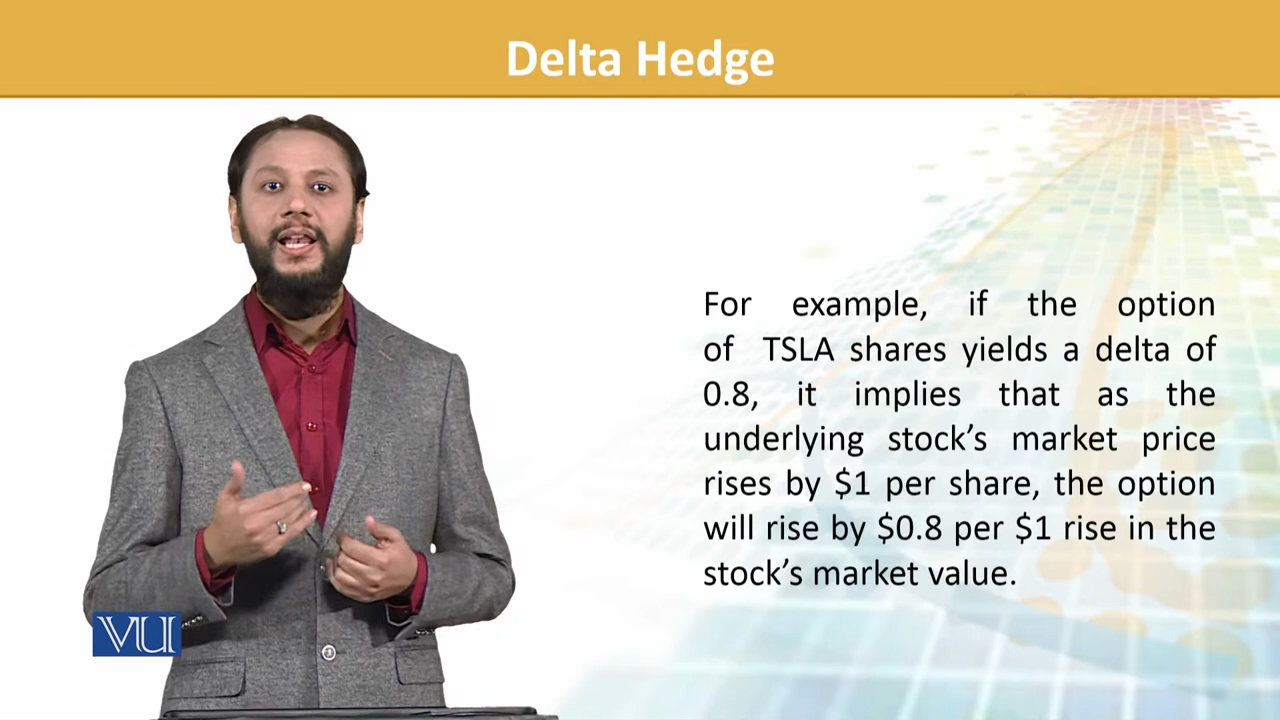 Delta Hedge
For example, if the option
of TSLA shares yields a delta of
0.8, it implies that as the
underlying stock’s market price
rises by $1 per share, the option
will rise by $0.8 per $1 rise in the
stock’s market value.
VU